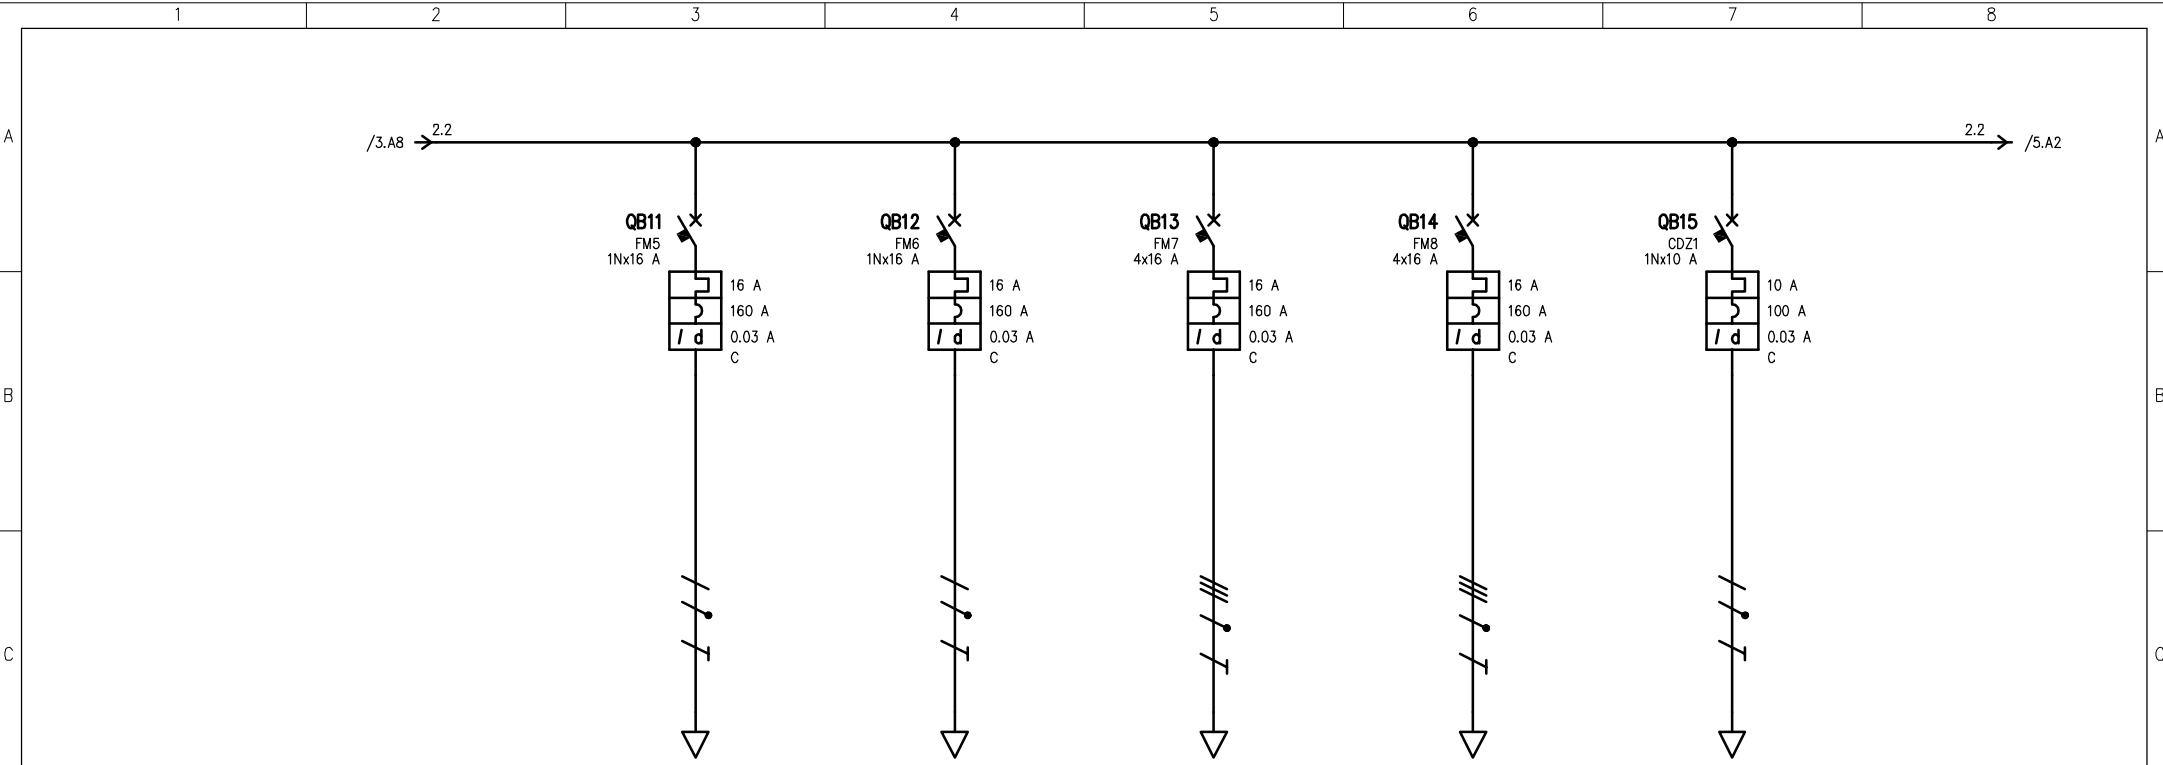 1 2 3 4 5 6 7 8
A A
/3.A8 2.2 2.2 /5.A2
QB11 QB12 QB13 QB14 QB15
FM5 FM6 FM7 FM8 CDZ1
1Nx16 A 1Nx16 A 4x16 A 4x16 A 1Nx10 A
16 A 16 A 16 A 16 A 10 A
160 A 160 A 160 A 160 A 100 A
I d 0.03 A I d 0.03 A I d 0.03 A I d 0.03 A I d 0.03 A
C C C C C
B B
C C